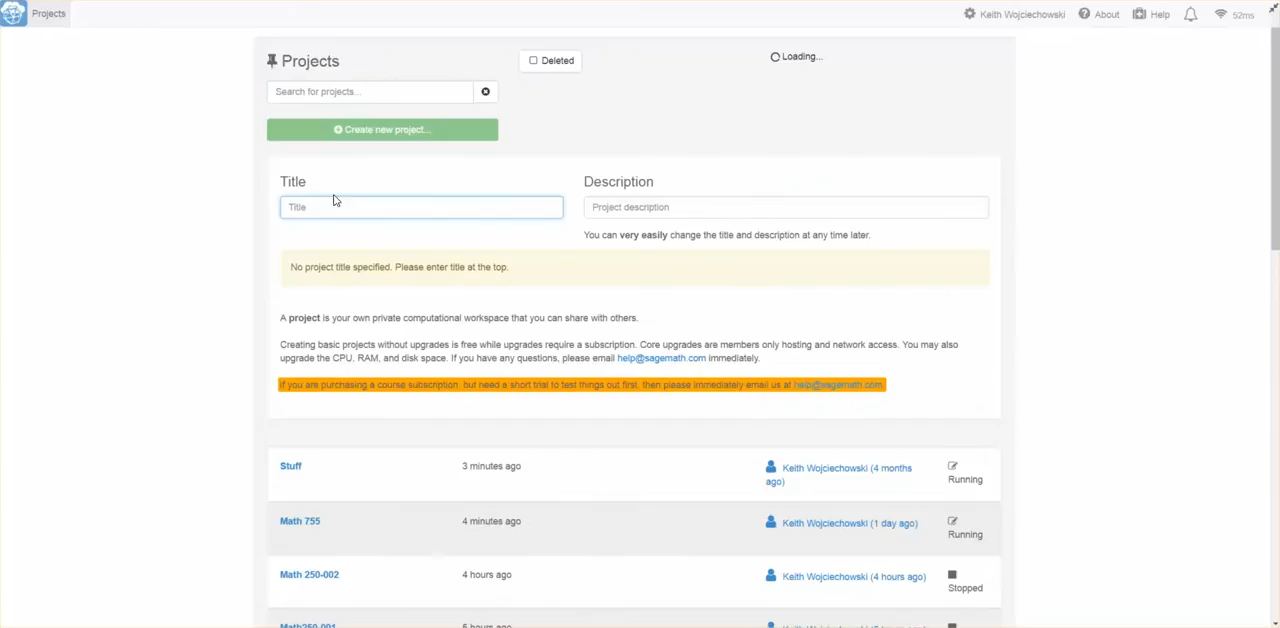 Projects
Keith Wojciechowski
About
Help
52ms
Projects
Deleted
Loading...
Search for projects...
Create new project...
Title
Description
Title
Project description
You can very easily change the title and description at any time later.
No project title specified. Please enter title at the top.
A project is your own private computational workspace that you can share with others.
Creating basic projects without upgrades is free while upgrades require a subscription. Core upgrades are members only hosting and network access. You may also
upgrade the CPU, RAM, and disk space. If you have any questions, please email help@sagemath.com immediately.
If you are purchasing a course subscription, but need a short trial to test things out first, then please immediately email us at help@sagemath.com.
Stuff
3 minutes ago
Keith Wojciechowski (4 months
ago)
Running
Math 755
4 minutes ago
Keith Wojciechowski (1 day ago)
Running
Math 250-002
4 hours ago
Keith Wojciechowski (4 hours ago)
Stopped
Math250-001
5 hours ago